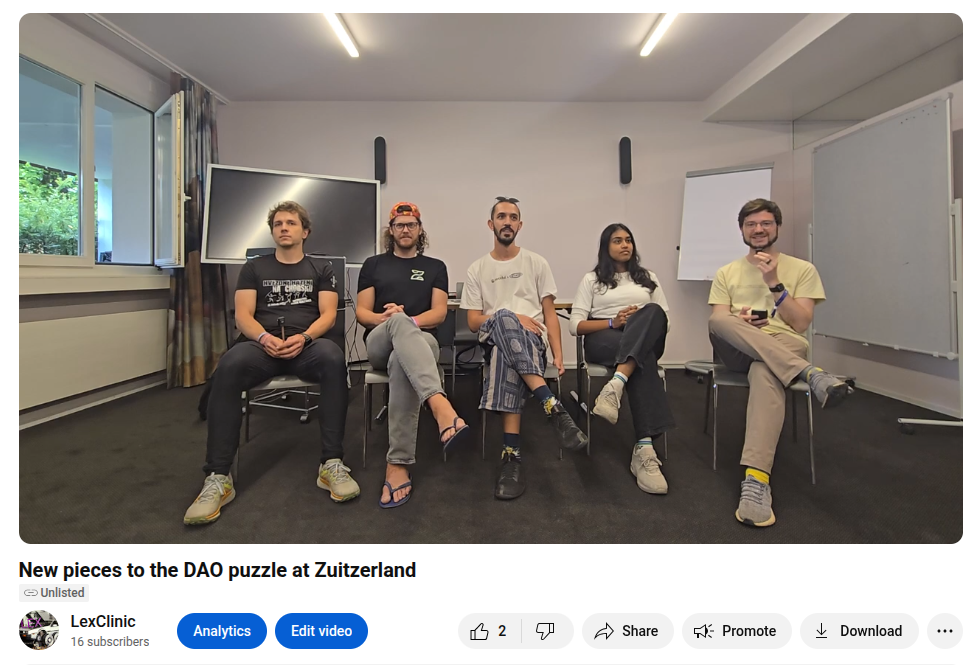 New pieces to the DAO puzzle at Zuitzerland
Unlisted
LexClinic
16 subscribers
Analytics
Edit video
2
Share
Promote
Download